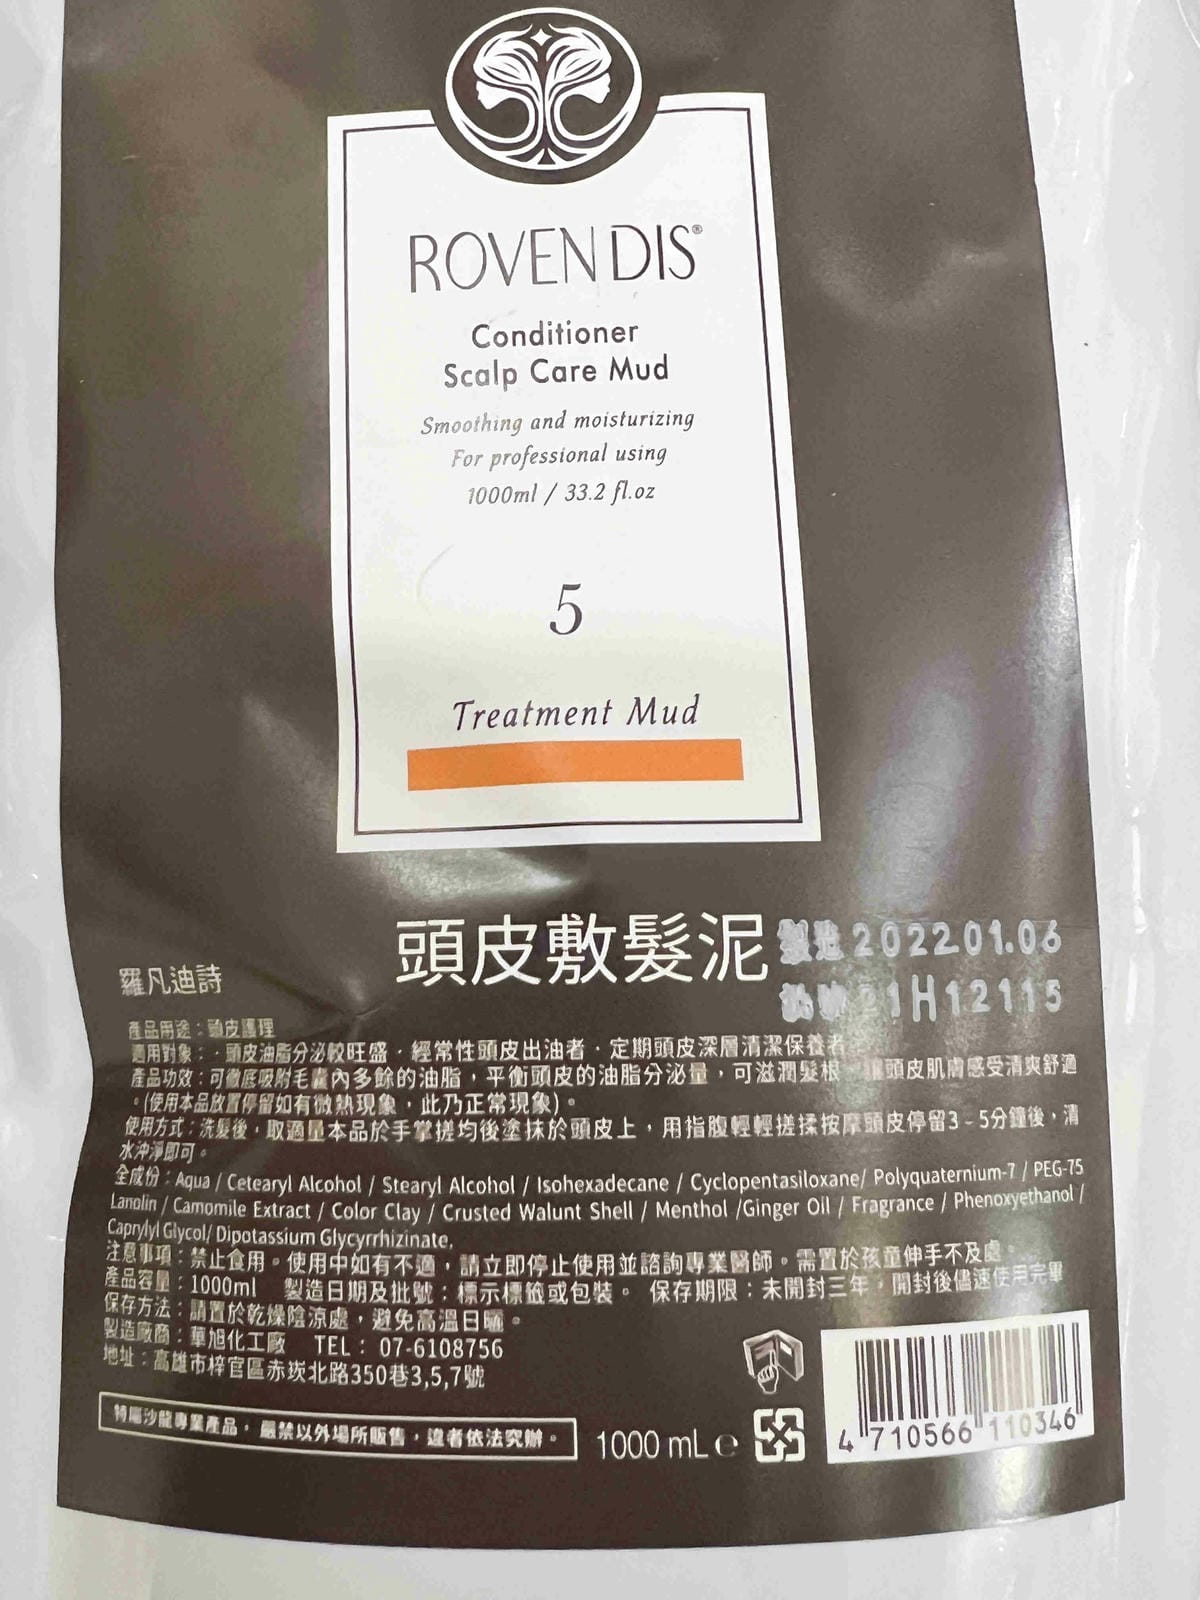 ROVEN DIS®
Conditioner
Scalp Care Mud
Smoothing and moisturizing
For professional using
1000ml / 33.2 fl.oz
5
Treatment Mud
頭皮敷髮泥
製造 2022.01.06
1H12115
羅凡迪詩
產品用途：頭皮護理
適用對象：．頭皮油脂分泌較旺盛．經常性頭皮出油者．定期頭皮深層清潔保養者
產品功效：可徹底吸附毛囊內多餘的油脂，平衡頭皮的油脂分泌量，可滋潤髮根 頭皮肌膚感受清爽舒適
。(使用本品放置停留如有微熱現象，此乃正常現象)。
使用方式：洗髮後，取適量本品於手掌搓均後塗抹於頭皮上，用指腹輕輕搓揉按摩頭皮停留3 - 5分鐘後，清
水沖淨即可。
全成份：Aqua / Cetearyl Alcohol / Stearyl Alcohol / Isohexadecane / Cyclopentasiloxane/ Polyquaternium-7 / PEG-75
Lanolin / Camomile Extract / Color Clay / Crusted Walunt Shell / Menthol /Ginger Oil / Fragrance / Phenoxyethanol /
Caprylyl Glycol/ Dipotassium Glycyrrhizinate,
注意事項：禁止食用。使用中如有不適，請立即停止使用並諮詢專業醫師。需置於孩童伸手不及處。
產品容量：1000ml 製造日期及批號：標示標籤或包裝。 保存期限：未開封三年，開封後儘速使用完畢
保存方法：請置於乾燥陰涼處，避免高溫日曬。
製造廠商：華旭化工廠 TEL：07-6108756
地址：高雄市梓官區赤崁北路350巷3,5,7號
特屬沙龍專業產品，嚴禁以外場所販售，違者依法究辦。
1000 mL e
4 710566 110346